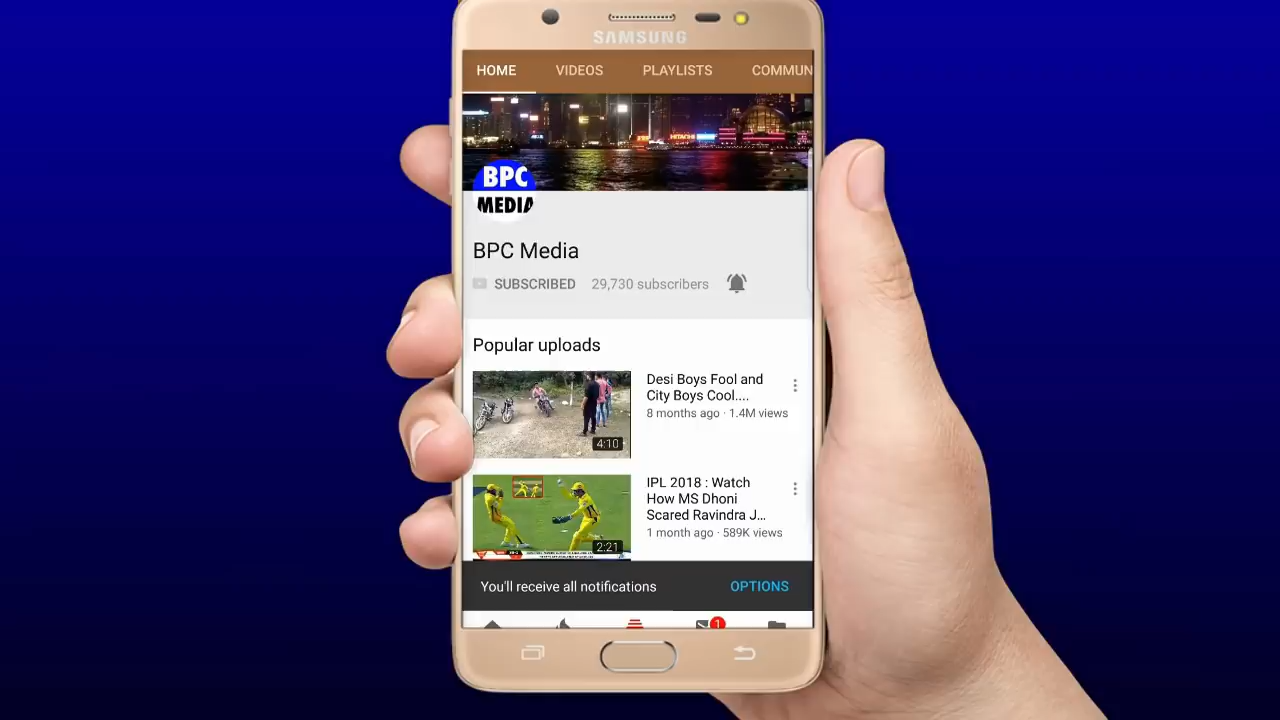 SAMSUNG
HOME VIDEOS PLAYLISTS COMMUN
HITACHI
BPC
MEDIA
BPC Media
SUBSCRIBED 29,730 subscribers
Popular uploads
Desi Boys Fool and
City Boys Cool....
8 months ago · 1.4M views
4:10
IPL 2018 : Watch
How MS Dhoni
Scared Ravindra J...
1 month ago · 589K views
2:21
You'll receive all notifications OPTIONS
1